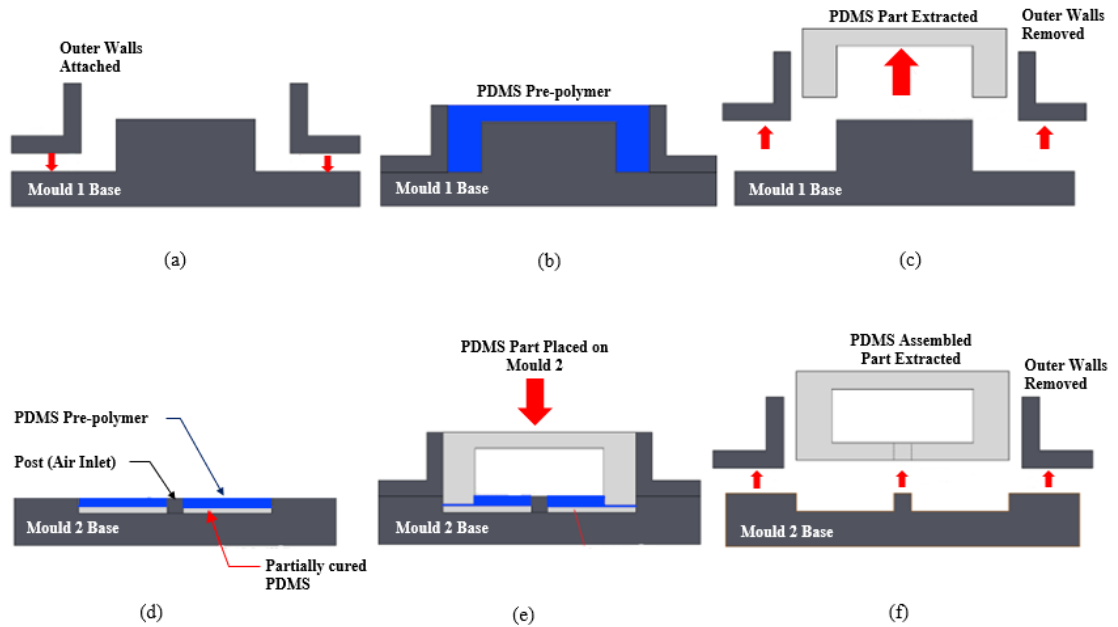 Outer Walls
Attached
Mould 1 Base
(a)
PDMS Pre-polymer
Mould 1 Base
(b)
PDMS Part Extracted
Outer Walls
Removed
Mould 1 Base
(c)
PDMS Pre-polymer
Post (Air Inlet)
Mould 2 Base
Partially cured
PDMS
(d)
PDMS Part Placed on
Mould 2
Mould 2 Base
(e)
PDMS Assembled
Part Extracted
Outer Walls
Removed
Mould 2 Base
(f)